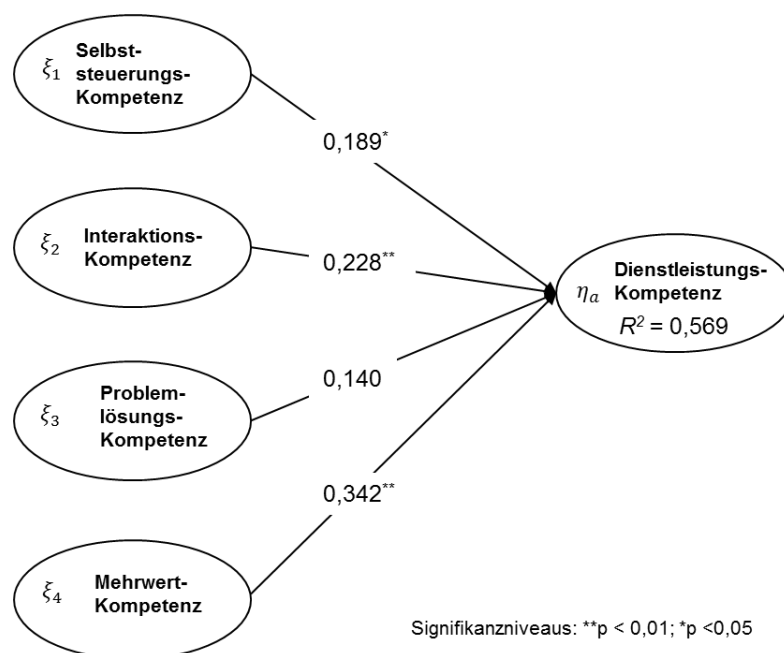 ξ1 Selbst-
steuerungs-
Kompetenz
0,189*
ξ2 Interaktions-
Kompetenz
0,228**
ξ3 Problem-
lösungs-
Kompetenz
0,140
ξ4 Mehrwert-
Kompetenz
0,342**
ηa Dienstleistungs-
Kompetenz
R² = 0,569
Signifikanzniveaus: **p < 0,01; *p <0,05